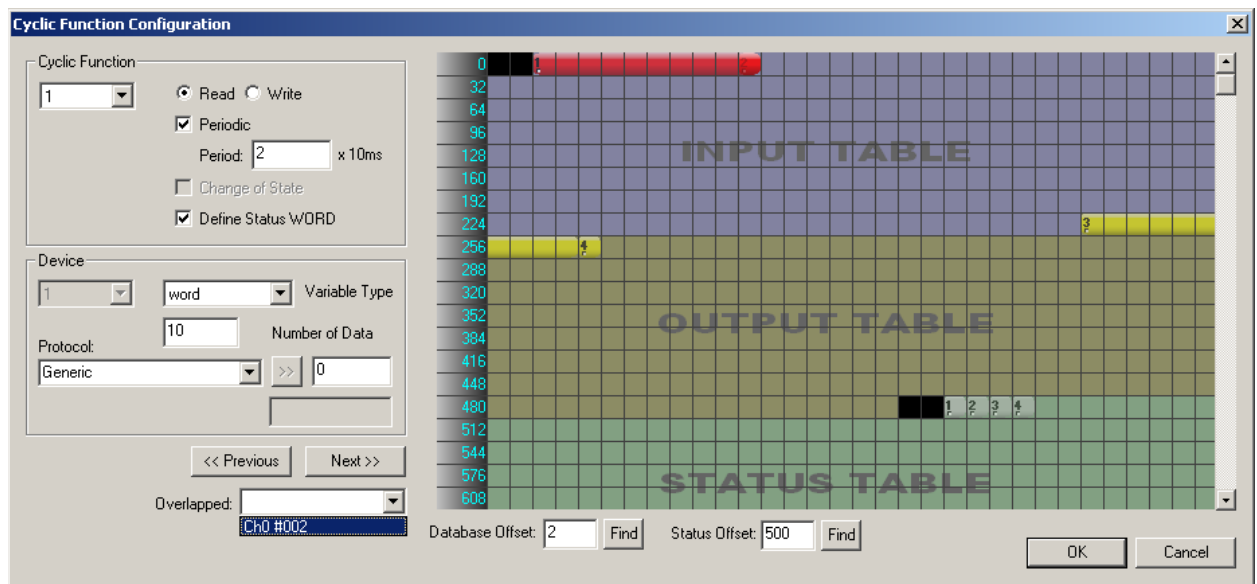 Cyclic Function Configuration
Cyclic Function
1
Read Write
Periodic
Period: 2 x 10ms
Change of State
Define Status WORD
Device
1 word Variable Type
10 Number of Data
Protocol:
Generic >> 0
<< Previous Next >>
Overlapped:
Ch0 #002
0 1 2
32
64
96
128
160
192
224 3
256 4
288
320
352
384
416
448
480 1 2 3 4
512
544
576
608
INPUT TABLE
OUTPUT TABLE
STATUS TABLE
Database Offset: 2 Find Status Offset: 500 Find
OK Cancel